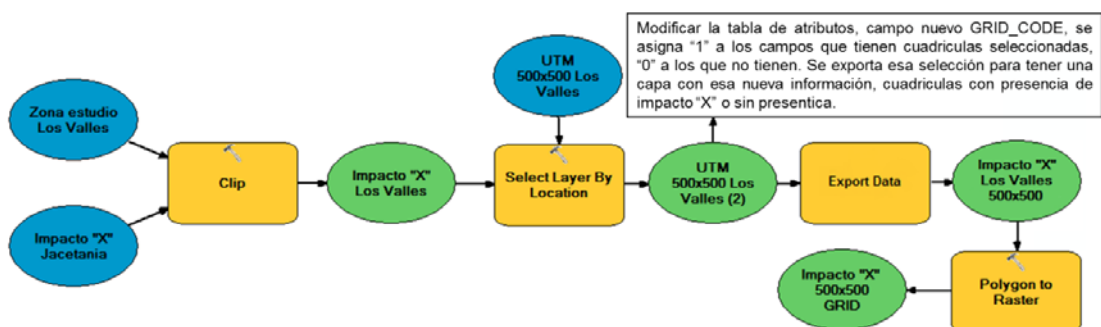 Modificar la tabla de atributos, campo nuevo GRID_CODE, se
asigna “1” a los campos que tienen cuadriculas seleccionadas,
“0” a los que no tienen. Se exporta esa selección para tener una
capa con esa nueva información, cuadriculas con presencia de
impacto “X” o sin presentica.
UTM
500x500 Los
Valles
Zona estudio
Los Valles
Clip
Impacto "X"
Los Valles
Select Layer By
Location
UTM
500x500 Los
Valles (2)
Export Data
Impacto "X"
Los Valles
500x500
Impacto "X"
Jacetania
Impacto "X"
500x500
GRID
Polygon to
Raster